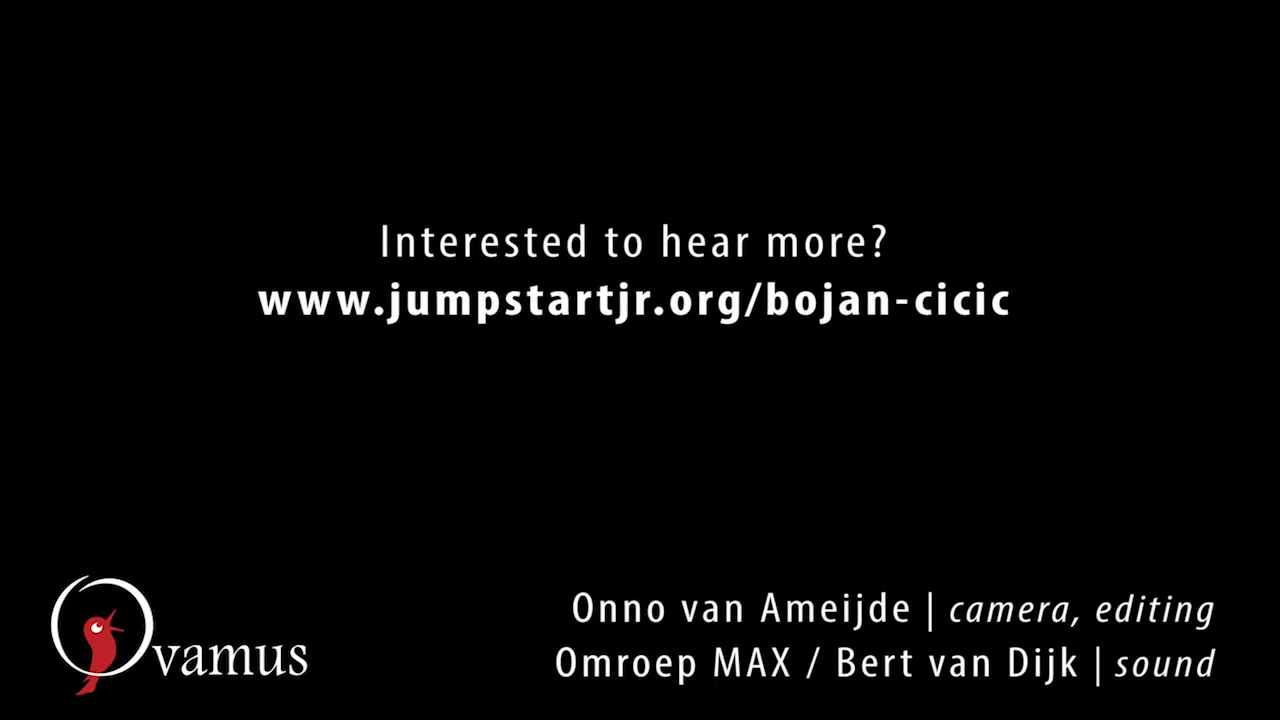 Interested to hear more?
www.jumpstartjr.org/bojan-cicic
Ovamus
Onno van Ameijde | camera, editing
Omroep MAX / Bert van Dijk | sound